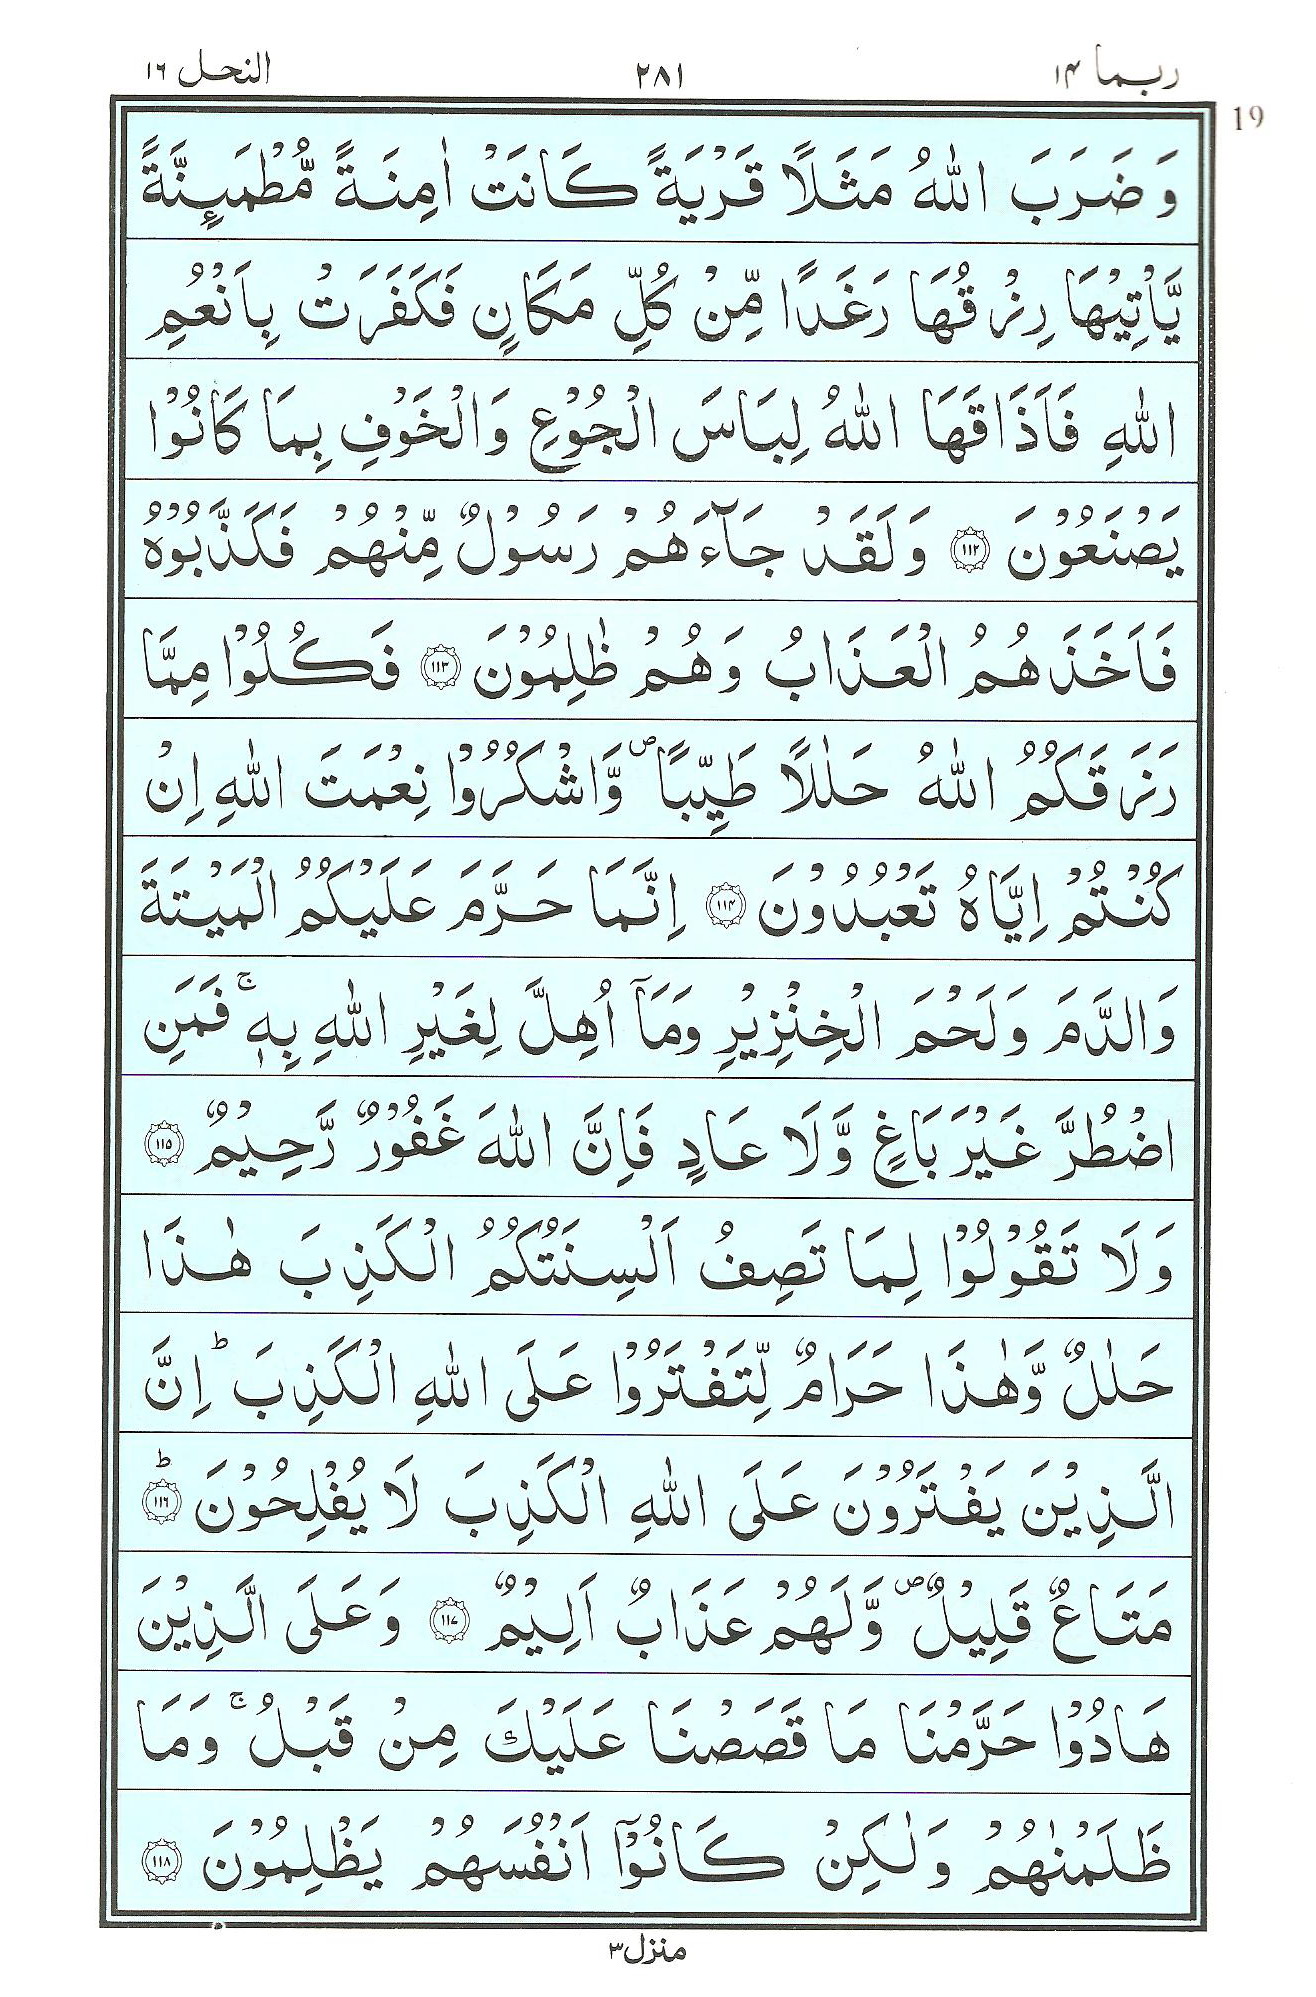 ربما ١٤ ٢٨١ النحل ١٦
19
وَضَرَبَ اللّٰهُ مَثَلًا قَرْيَةً كَانَتْ اٰمِنَةً مُّطْمَىِٕنَّةً
يَّاْتِيْهَا رِزْقُهَا رَغَدًا مِّنْ كُلِّ مَكَانٍ فَكَفَرَتْ بِاَنْعُمِ
اللّٰهِ فَاَذَاقَهَا اللّٰهُ لِبَاسَ الْجُوْعِ وَالْخَوْفِ بِمَا كَانُوْا
يَصْنَعُوْنَ ۝١١٢ وَلَقَدْ جَآءَهُمْ رَسُوْلٌ مِّنْهُمْ فَكَذَّبُوْهُ
فَاَخَذَهُمُ الْعَذَابُ وَهُمْ ظٰلِمُوْنَ ۝١١٣ فَكُلُوْا مِمَّا
رَزَقَكُمُ اللّٰهُ حَلٰلًا طَيِّبًا ۪ وَّاشْكُرُوْا نِعْمَتَ اللّٰهِ اِنْ
كُنْتُمْ اِيَّاهُ تَعْبُدُوْنَ ۝١١٤ اِنَّمَا حَرَّمَ عَلَيْكُمُ الْمَيْتَةَ
وَالدَّمَ وَلَحْمَ الْخِنْزِيْرِ وَمَآ اُهِلَّ لِغَيْرِ اللّٰهِ بِهٖ ۚ فَمَنِ
اضْطُرَّ غَيْرَ بَاغٍ وَّلَا عَادٍ فَاِنَّ اللّٰهَ غَفُوْرٌ رَّحِيْمٌ ۝١١٥
وَلَا تَقُوْلُوْا لِمَا تَصِفُ اَلْسِنَتُكُمُ الْكَذِبَ هٰذَا
حَلٰلٌ وَّهٰذَا حَرَامٌ لِّتَفْتَرُوْا عَلَى اللّٰهِ الْكَذِبَ ؕ اِنَّ
الَّذِيْنَ يَفْتَرُوْنَ عَلَى اللّٰهِ الْكَذِبَ لَا يُفْلِحُوْنَ ؕ۝١١٦
مَتَاعٌ قَلِيْلٌ ۪ وَّلَهُمْ عَذَابٌ اَلِيْمٌ ۝١١٧ وَعَلَى الَّذِيْنَ
هَادُوْا حَرَّمْنَا مَا قَصَصْنَا عَلَيْكَ مِنْ قَبْلُ ۚ وَمَا
ظَلَمْنٰهُمْ وَلٰكِنْ كَانُوْٓا اَنْفُسَهُمْ يَظْلِمُوْنَ ۝١١٨
منزل ٣